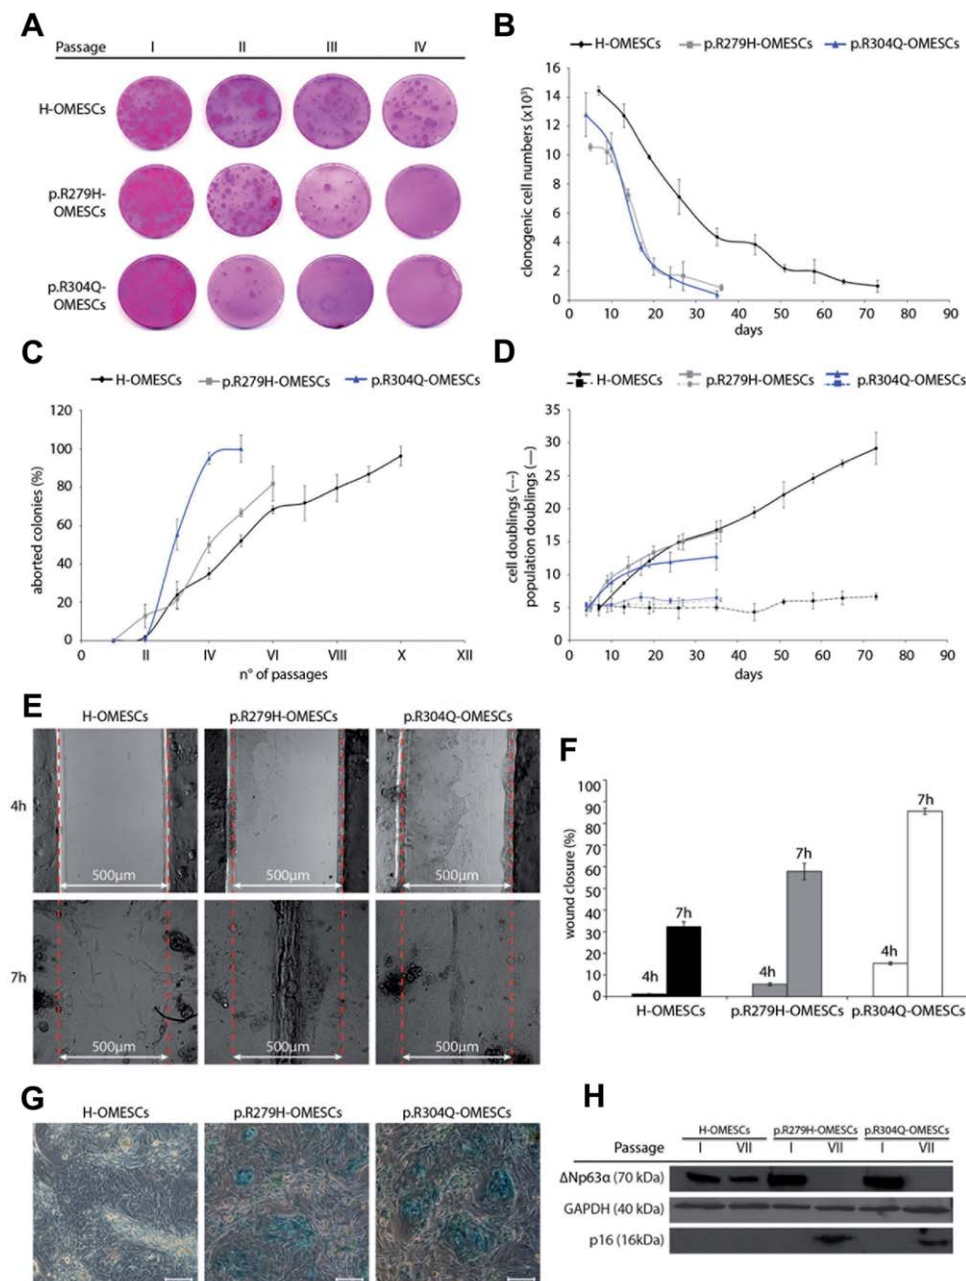 A
Passage I II III IV
H-OMESCs
p.R279H-
OMESCs
p.R304Q-
OMESCs
B
H-OMESCs p.R279H-OMESCs p.R304Q-OMESCs
clonogenic cell numbers (x10³)
16
14
12
10
8
6
4
2
0
0 10 20 30 40 50 60 70 80 90
days
C
H-OMESCs p.R279H-OMESCs p.R304Q-OMESCs
aborted colonies (%)
120
100
80
60
40
20
0
0 II IV VI VIII X XII
n° of passages
D
H-OMESCs p.R279H-OMESCs p.R304Q-OMESCs
cell doublings (---)
population doublings (—)
35
30
25
20
15
10
5
0
0 10 20 30 40 50 60 70 80 90
days
E
H-OMESCs p.R279H-OMESCs p.R304Q-OMESCs
4h
500µm 500µm 500µm
7h
500µm 500µm 500µm
F
wound closure (%)
100
90
80
70
60
50
40
30
20
10
0
4h 7h 4h 7h 4h 7h
H-OMESCs p.R279H-OMESCs p.R304Q-OMESCs
G
H-OMESCs p.R279H-OMESCs p.R304Q-OMESCs
H
H-OMESCs p.R279H-OMESCs p.R304Q-OMESCs
Passage I VII I VII I VII
ΔNp63α (70 kDa)
GAPDH (40 kDa)
p16 (16kDa)